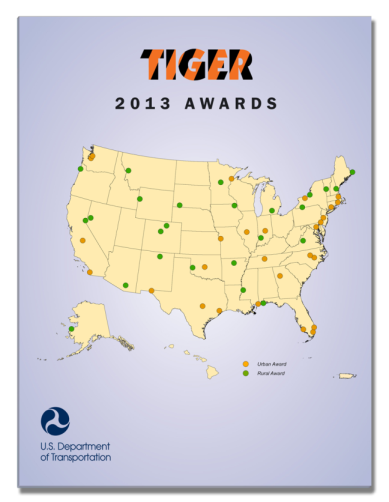 TIGER
2013 AWARDS
Urban Award
Rural Award
U.S. Department
of Transportation